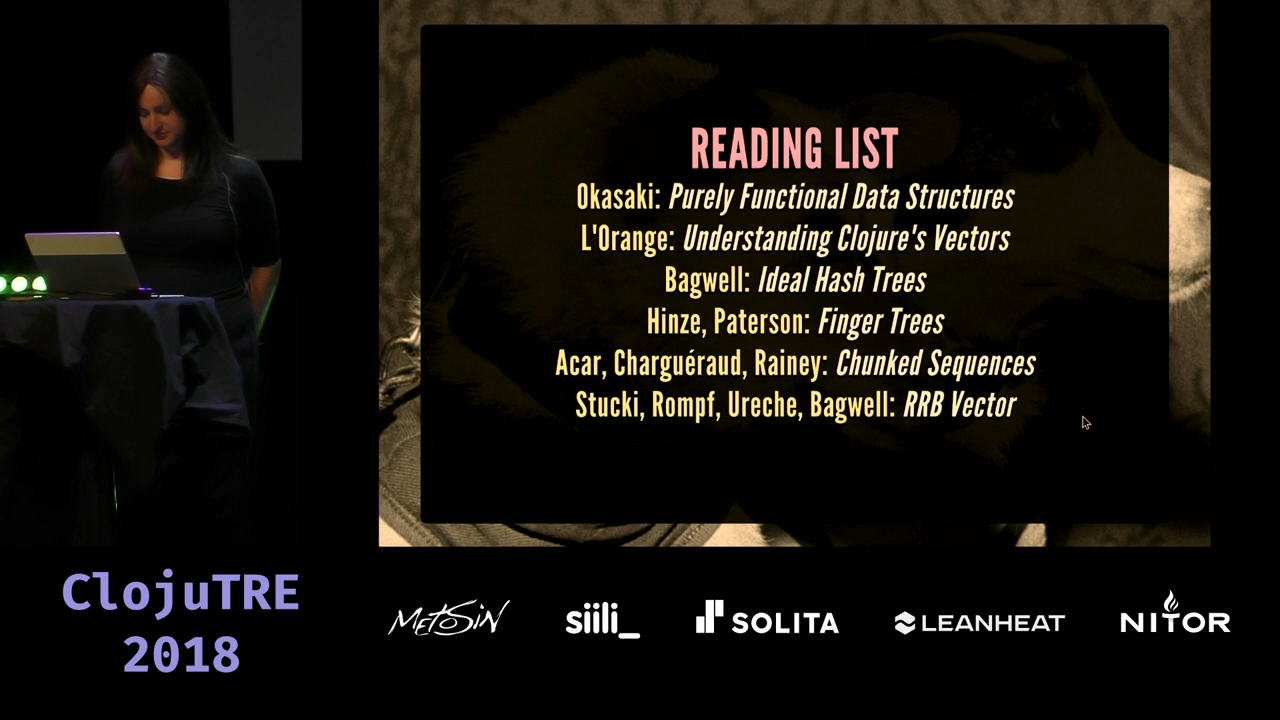 READING LIST
Okasaki: Purely Functional Data Structures
L'Orange: Understanding Clojure's Vectors
Bagwell: Ideal Hash Trees
Hinze, Paterson: Finger Trees
Acar, Charguéraud, Rainey: Chunked Sequences
Stucki, Rompf, Ureche, Bagwell: RRB Vector
ClojuTRE
2018
METOSIN
siili_
SOLITA
LEANHEAT
NITOR